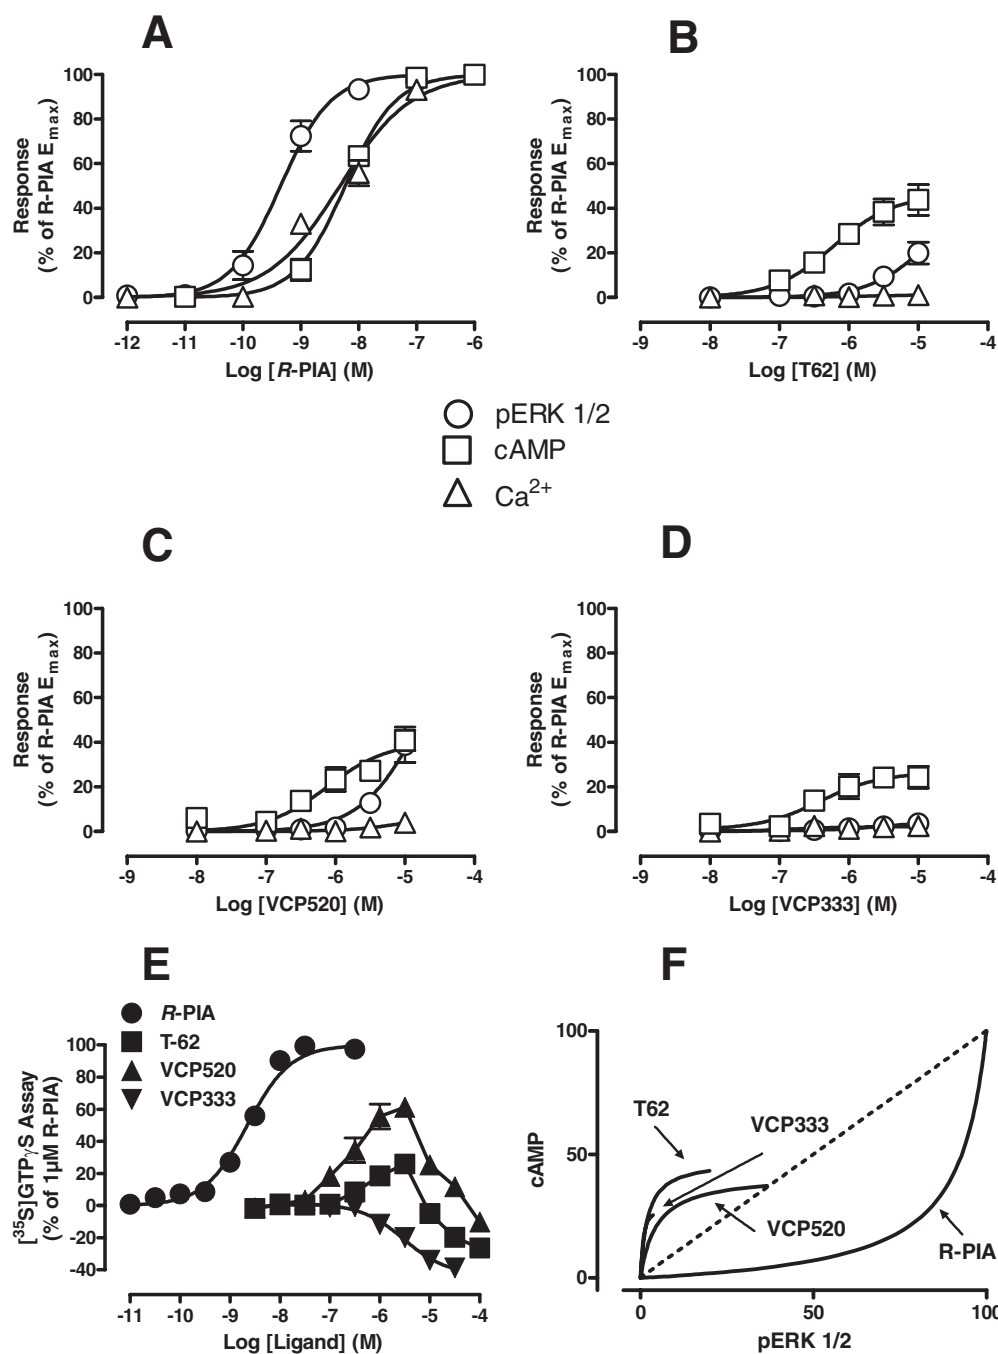 A
Response
(% of R-PIA Emax)
100
80
60
40
20
0
-12 -11 -10 -9 -8 -7 -6
Log [R-PIA] (M)
B
Response
(% of R-PIA Emax)
100
80
60
40
20
0
-9 -8 -7 -6 -5 -4
Log [T62] (M)
pERK 1/2
cAMP
Ca2+
C
Response
(% of R-PIA Emax)
100
80
60
40
20
0
-9 -8 -7 -6 -5 -4
Log [VCP520] (M)
D
Response
(% of R-PIA Emax)
100
80
60
40
20
0
-9 -8 -7 -6 -5 -4
Log [VCP333] (M)
E
R-PIA
T-62
VCP520
VCP333
[35S]GTPγS Assay
(% of 1µM R-PIA)
100
80
60
40
20
0
-20
-40
-11 -10 -9 -8 -7 -6 -5 -4
Log [Ligand] (M)
F
cAMP
100
50
0
T62
VCP333
VCP520
R-PIA
0 50 100
pERK 1/2